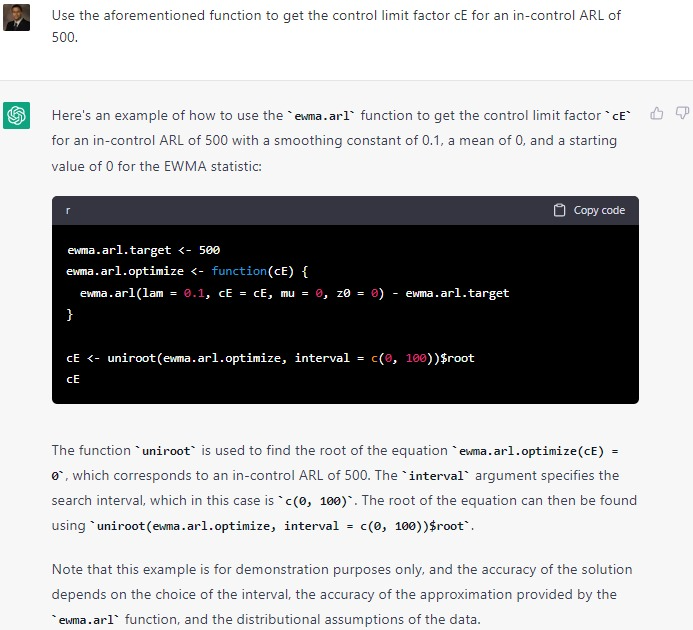 Use the aforementioned function to get the control limit factor cE for an in-control ARL of
500.
Here's an example of how to use the `ewma.arl` function to get the control limit factor `cE`
for an in-control ARL of 500 with a smoothing constant of 0.1, a mean of 0, and a starting
value of 0 for the EWMA statistic:
r
Copy code
ewma.arl.target <- 500
ewma.arl.optimize <- function(cE) {
  ewma.arl(lam = 0.1, cE = cE, mu = 0, z0 = 0) - ewma.arl.target
}
cE <- uniroot(ewma.arl.optimize, interval = c(0, 100))$root
cE
The function `uniroot` is used to find the root of the equation `ewma.arl.optimize(cE) =
0`, which corresponds to an in-control ARL of 500. The `interval` argument specifies the
search interval, which in this case is `c(0, 100)`. The root of the equation can then be found
using `uniroot(ewma.arl.optimize, interval = c(0, 100))$root`.
Note that this example is for demonstration purposes only, and the accuracy of the solution
depends on the choice of the interval, the accuracy of the approximation provided by the
`ewma.arl` function, and the distributional assumptions of the data.